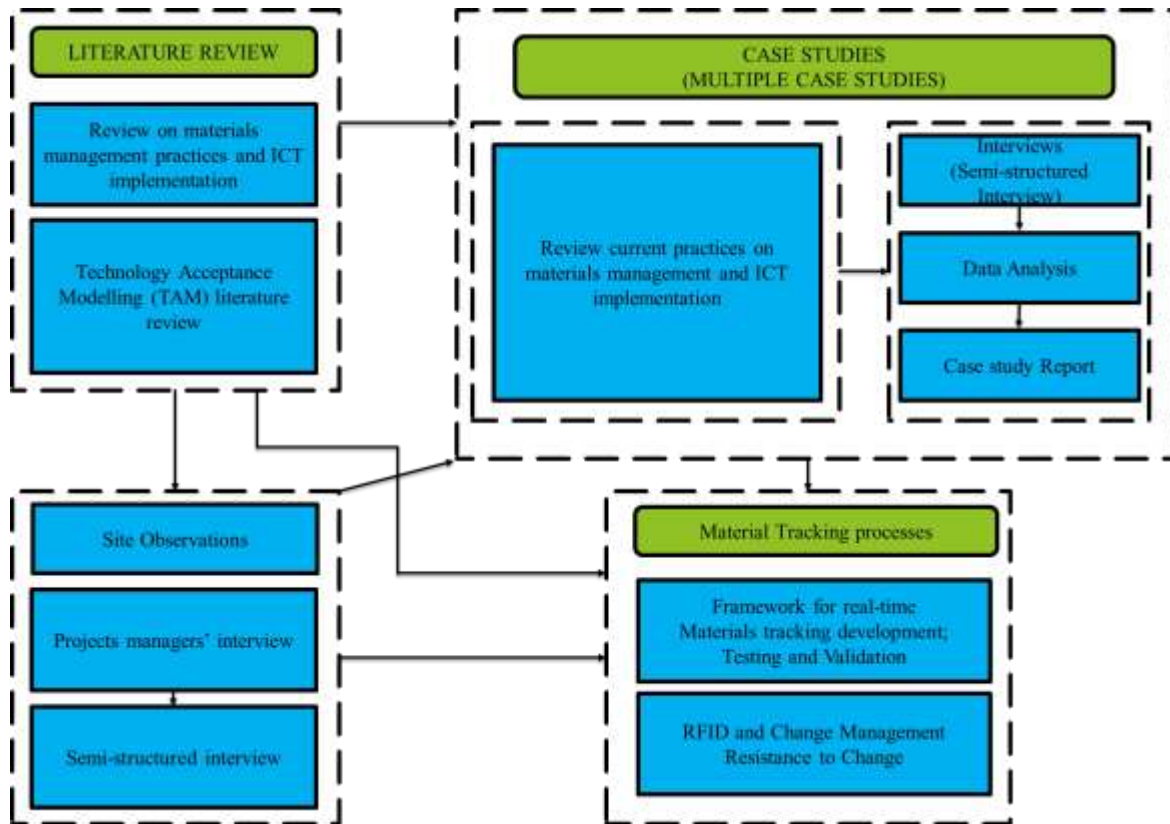 LITERATURE REVIEW
Review on materials
management practices and ICT
implementation
Technology Acceptance
Modelling (TAM) literature
review
CASE STUDIES
(MULTIPLE CASE STUDIES)
Review current practices on
materials management and ICT
implementation
Interviews
(Semi-structured
Interview)
Data Analysis
Case study Report
Site Observations
Projects managers’ interview
Semi-structured interview
Material Tracking processes
Framework for real-time
Materials tracking development;
Testing and Validation
RFID and Change Management
Resistance to Change